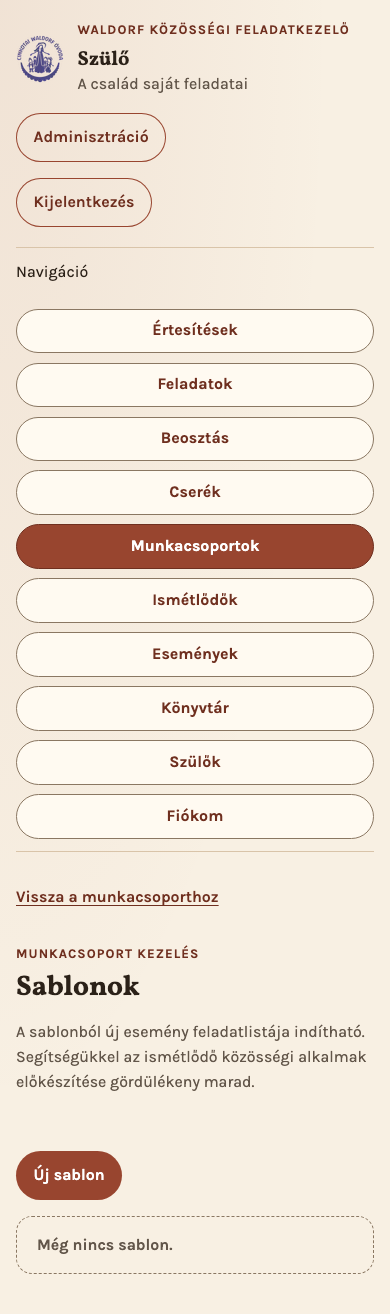 WALDORF KÖZÖSSÉGI FELADATKEZELŐ
Szülő
A család saját feladatai
Adminisztráció
Kijelentkezés
Navigáció
Értesítések
Feladatok
Beosztás
Cserék
Munkacsoportok
Ismétlődők
Események
Könyvtár
Szülők
Fiókom
Vissza a munkacsoporthoz
MUNKACSOPORT KEZELÉS
Sablonok
A sablonból új esemény feladatlistája indítható.
Segítségükkel az ismétlődő közösségi alkalmak
előkészítése gördülékeny marad.
Új sablon
Még nincs sablon.